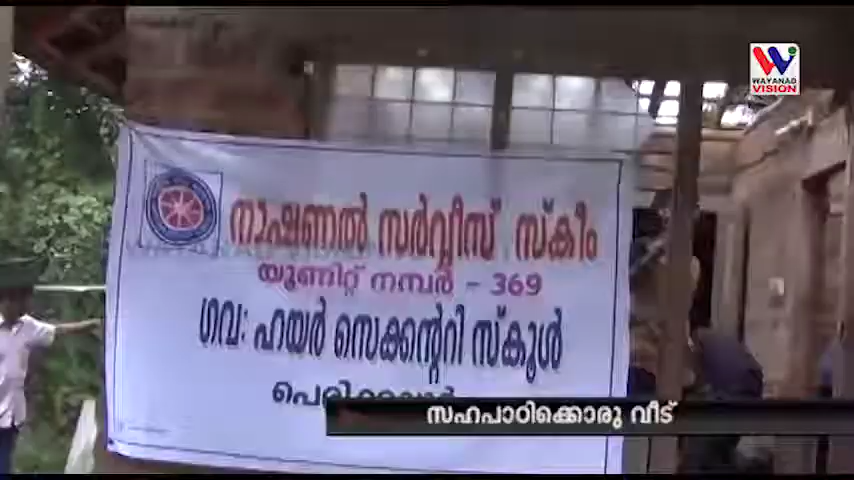 WAYANAD
VISION
നാഷണൽ സർവ്വീസ് സ്കീം
യൂണിറ്റ് നമ്പർ - 369
ഗവ: ഹയർ സെക്കന്ററി സ്കൂൾ
സഹപാഠിക്കൊരു വീട്